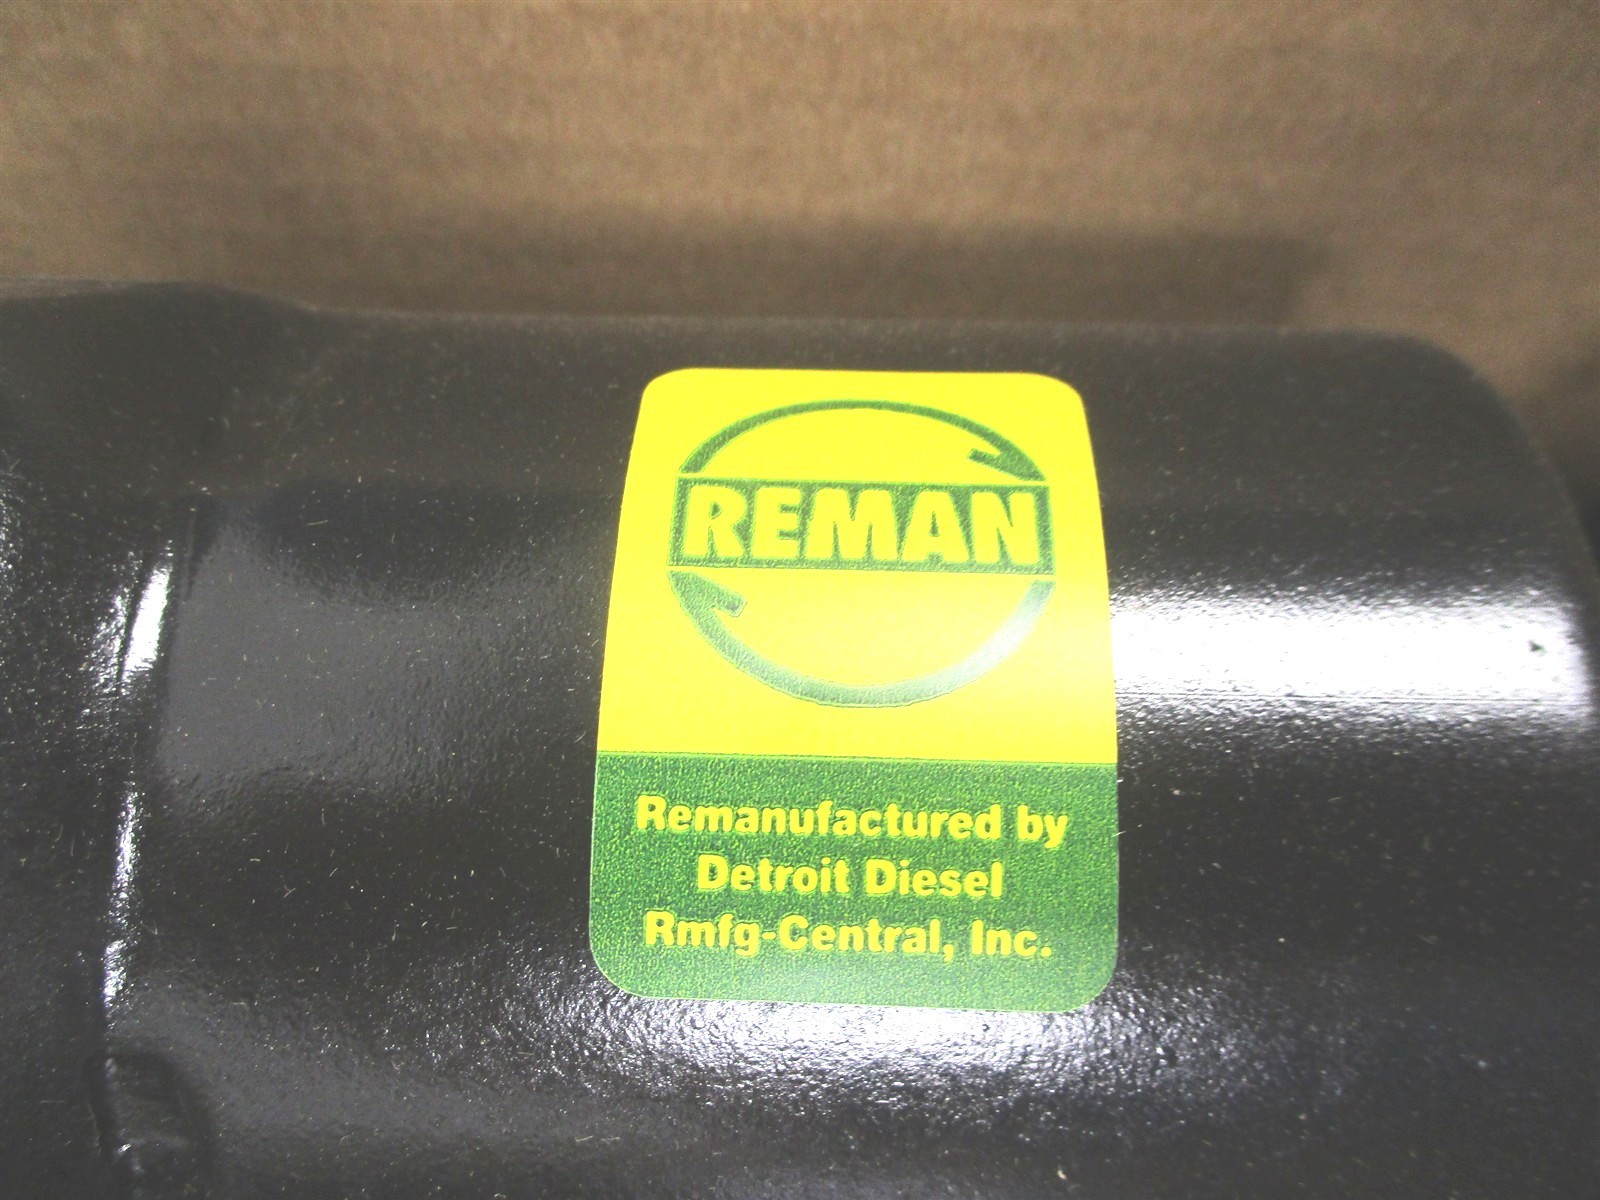 REMAN
Remanufactured by
Detroit Diesel
Rmfg-Central, Inc.